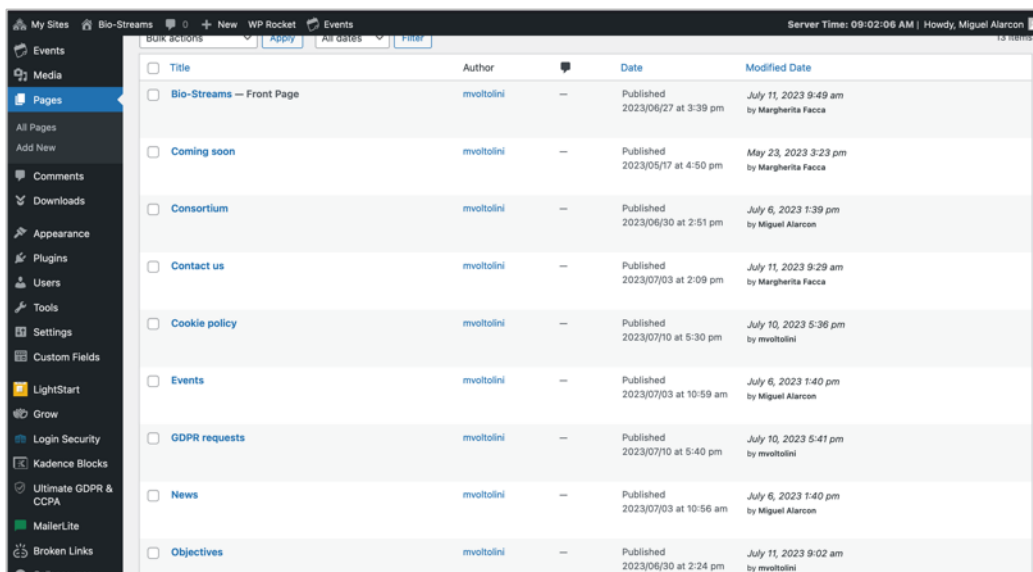 My Sites Bio-Streams 0 + New WP Rocket Events Server Time: 09:02:06 AM | Howdy, Miguel Alarcon
Events
Media
Pages
All Pages
Add New
Comments
Downloads
Appearance
Plugins
Users
Tools
Settings
Custom Fields
LightStart
Grow
Login Security
Kadence Blocks
Ultimate GDPR &
CCPA
MailerLite
Broken Links
Bulk actions Apply All dates Filter 13 items
Title Author Date Modified Date
Bio-Streams — Front Page mvoltolini — Published July 11, 2023 9:49 am
2023/06/27 at 3:39 pm by Margherita Facca
Coming soon mvoltolini — Published May 23, 2023 3:23 pm
2023/05/17 at 4:50 pm by Margherita Facca
Consortium mvoltolini — Published July 6, 2023 1:39 pm
2023/06/30 at 2:51 pm by Miguel Alarcon
Contact us mvoltolini — Published July 11, 2023 9:29 am
2023/07/03 at 2:09 pm by Margherita Facca
Cookie policy mvoltolini — Published July 10, 2023 5:36 pm
2023/07/10 at 5:30 pm by mvoltolini
Events mvoltolini — Published July 6, 2023 1:40 pm
2023/07/03 at 10:59 am by Miguel Alarcon
GDPR requests mvoltolini — Published July 10, 2023 5:41 pm
2023/07/10 at 5:40 pm by mvoltolini
News mvoltolini — Published July 6, 2023 1:40 pm
2023/07/03 at 10:56 am by Miguel Alarcon
Objectives mvoltolini — Published July 11, 2023 9:02 am
2023/06/30 at 2:24 pm by mvoltolini